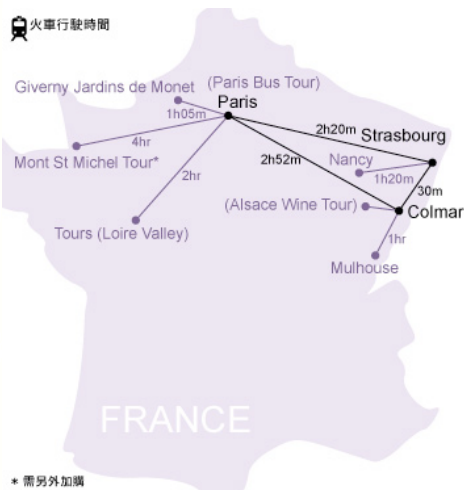 火車行駛時間
Giverny Jardins de Monet
(Paris Bus Tour)
Paris
1h05m
2h20m
Strasbourg
4hr
Mont St Michel Tour*
2h52m
Nancy
1h20m
2hr
30m
(Alsace Wine Tour)
Colmar
Tours (Loire Valley)
1hr
Mulhouse
FRANCE
* 需另外加購